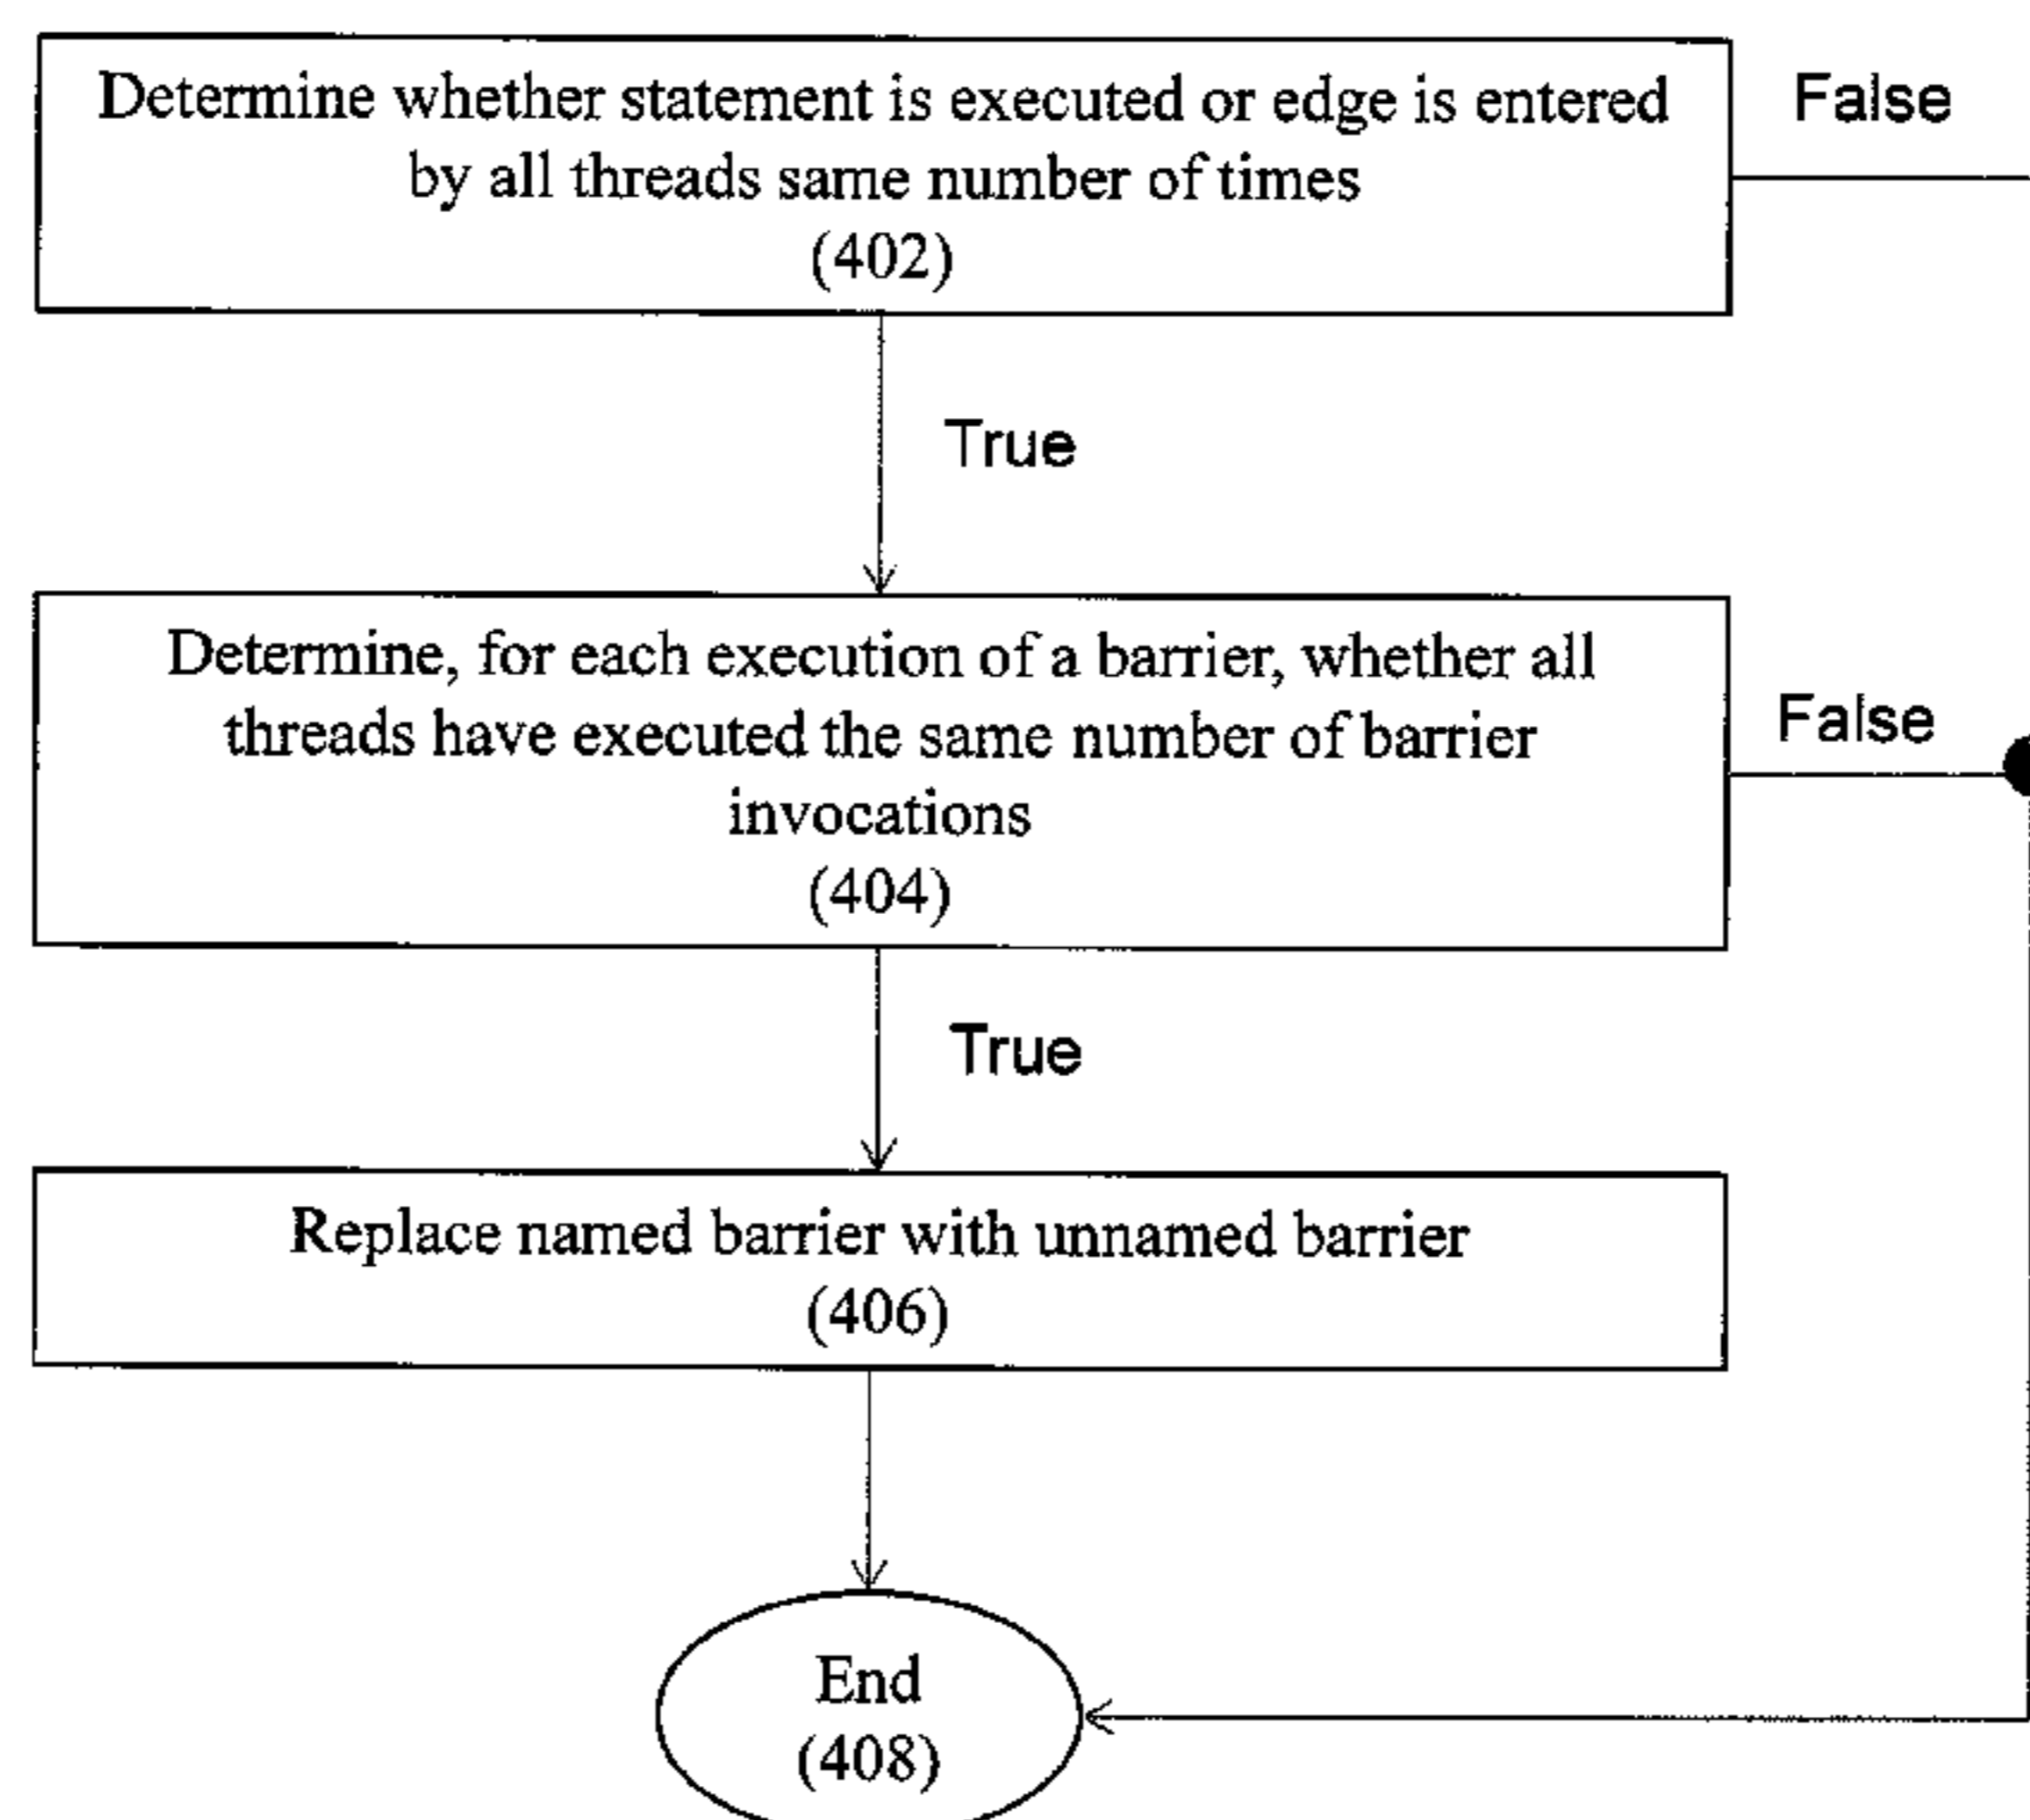 Determine whether statement is executed or edge is entered
by all threads same number of times
(402)
False
True
Determine, for each execution of a barrier, whether all
threads have executed the same number of barrier
invocations
(404)
False
True
Replace named barrier with unnamed barrier
(406)
End
(408)